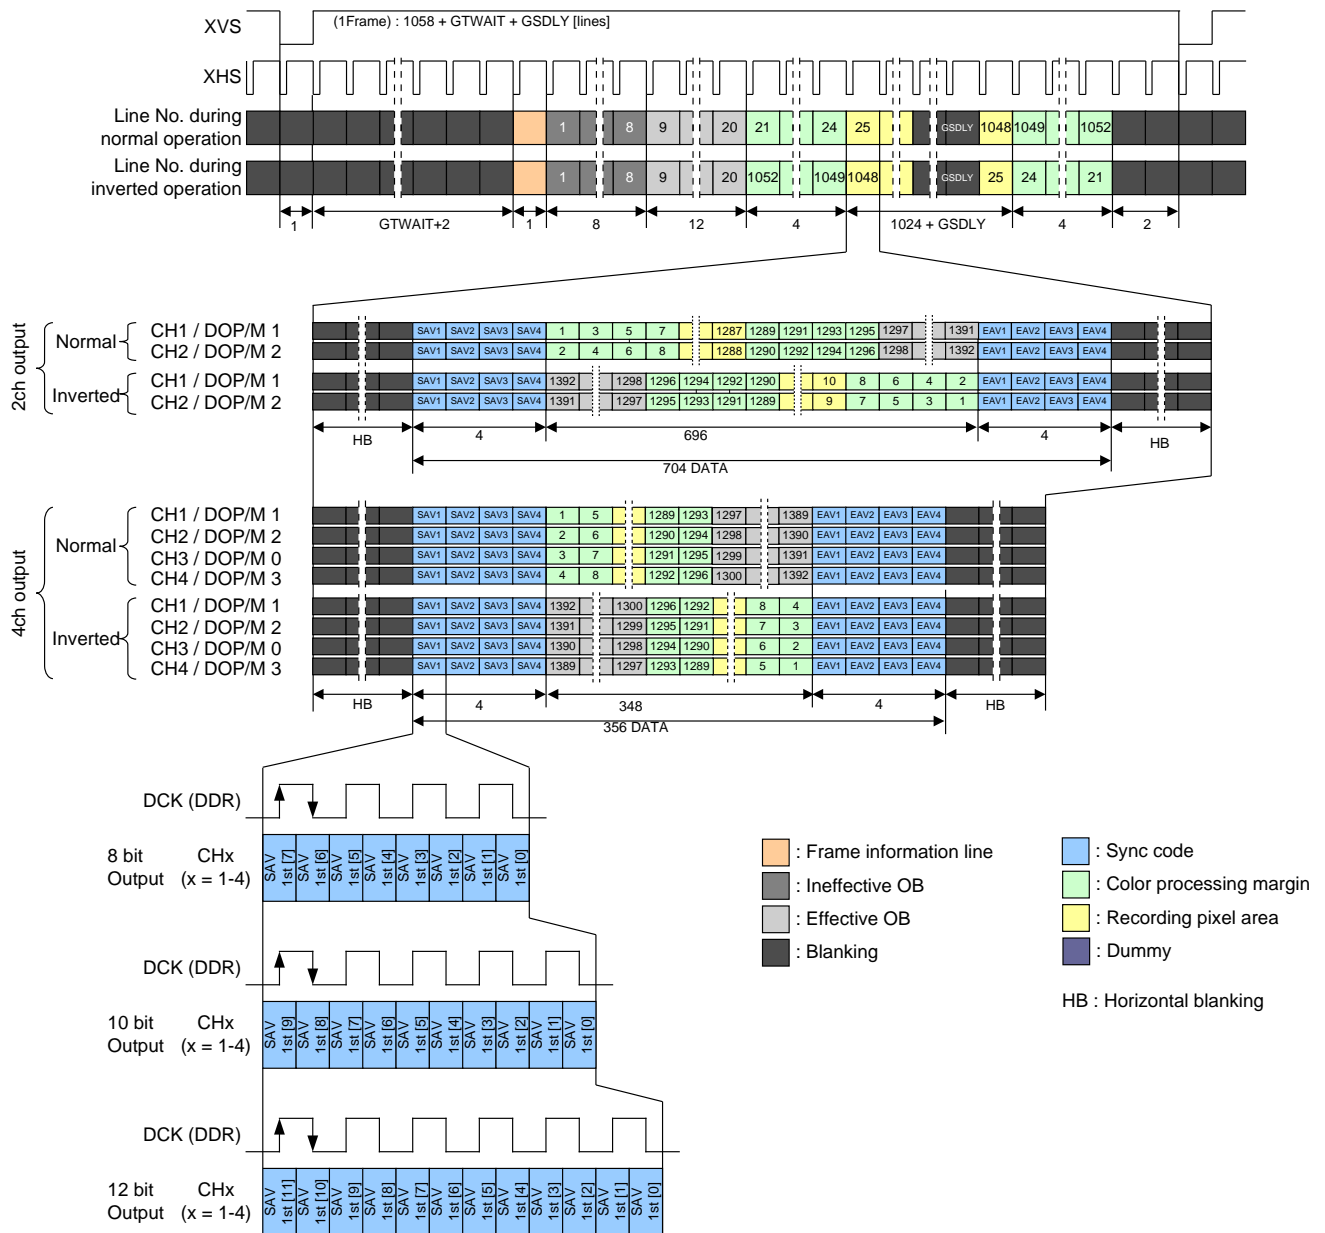 XVS (1Frame) : 1058 + GTWAIT + GSDLY [lines]
XHS
Line No. during normal operation 1 8 9 20 21 24 25 GSDLY 1048 1049 1052
Line No. during inverted operation 1 8 9 20 1052 1049 1048 GSDLY 25 24 21
1 GTWAIT+2 1 8 12 4 1024 + GSDLY 4 2
2ch output
Normal
CH1 / DOP/M 1 SAV1 SAV2 SAV3 SAV4 1 3 5 7 1287 1289 1291 1293 1295 1297 1391 EAV1 EAV2 EAV3 EAV4
CH2 / DOP/M 2 SAV1 SAV2 SAV3 SAV4 2 4 6 8 1288 1290 1292 1294 1296 1298 1392 EAV1 EAV2 EAV3 EAV4
Inverted
CH1 / DOP/M 1 SAV1 SAV2 SAV3 SAV4 1392 1298 1296 1294 1292 1290 10 8 6 4 2 EAV1 EAV2 EAV3 EAV4
CH2 / DOP/M 2 SAV1 SAV2 SAV3 SAV4 1391 1297 1295 1293 1291 1289 9 7 5 3 1 EAV1 EAV2 EAV3 EAV4
HB 4 696 4 HB
704 DATA
4ch output
Normal
CH1 / DOP/M 1 SAV1 SAV2 SAV3 SAV4 1 5 1289 1293 1297 1389 EAV1 EAV2 EAV3 EAV4
CH2 / DOP/M 2 SAV1 SAV2 SAV3 SAV4 2 6 1290 1294 1298 1390 EAV1 EAV2 EAV3 EAV4
CH3 / DOP/M 0 SAV1 SAV2 SAV3 SAV4 3 7 1291 1295 1299 1391 EAV1 EAV2 EAV3 EAV4
CH4 / DOP/M 3 SAV1 SAV2 SAV3 SAV4 4 8 1292 1296 1300 1392 EAV1 EAV2 EAV3 EAV4
Inverted
CH1 / DOP/M 1 SAV1 SAV2 SAV3 SAV4 1392 1300 1296 1292 8 4 EAV1 EAV2 EAV3 EAV4
CH2 / DOP/M 2 SAV1 SAV2 SAV3 SAV4 1391 1299 1295 1291 7 3 EAV1 EAV2 EAV3 EAV4
CH3 / DOP/M 0 SAV1 SAV2 SAV3 SAV4 1390 1298 1294 1290 6 2 EAV1 EAV2 EAV3 EAV4
CH4 / DOP/M 3 SAV1 SAV2 SAV3 SAV4 1389 1297 1293 1289 5 1 EAV1 EAV2 EAV3 EAV4
HB 4 348 4 HB
356 DATA
DCK (DDR)
8 bit Output CHx (x = 1-4) SAV 1st [7] SAV 1st [6] SAV 1st [5] SAV 1st [4] SAV 1st [3] SAV 1st [2] SAV 1st [1] SAV 1st [0]
DCK (DDR)
10 bit Output CHx (x = 1-4) SAV 1st [9] SAV 1st [8] SAV 1st [7] SAV 1st [6] SAV 1st [5] SAV 1st [4] SAV 1st [3] SAV 1st [2] SAV 1st [1] SAV 1st [0]
DCK (DDR)
12 bit Output CHx (x = 1-4) SAV 1st [11] SAV 1st [10] SAV 1st [9] SAV 1st [8] SAV 1st [7] SAV 1st [6] SAV 1st [5] SAV 1st [4] SAV 1st [3] SAV 1st [2] SAV 1st [1] SAV 1st [0]
: Frame information line
: Ineffective OB
: Effective OB
: Blanking
: Sync code
: Color processing margin
: Recording pixel area
: Dummy
HB : Horizontal blanking